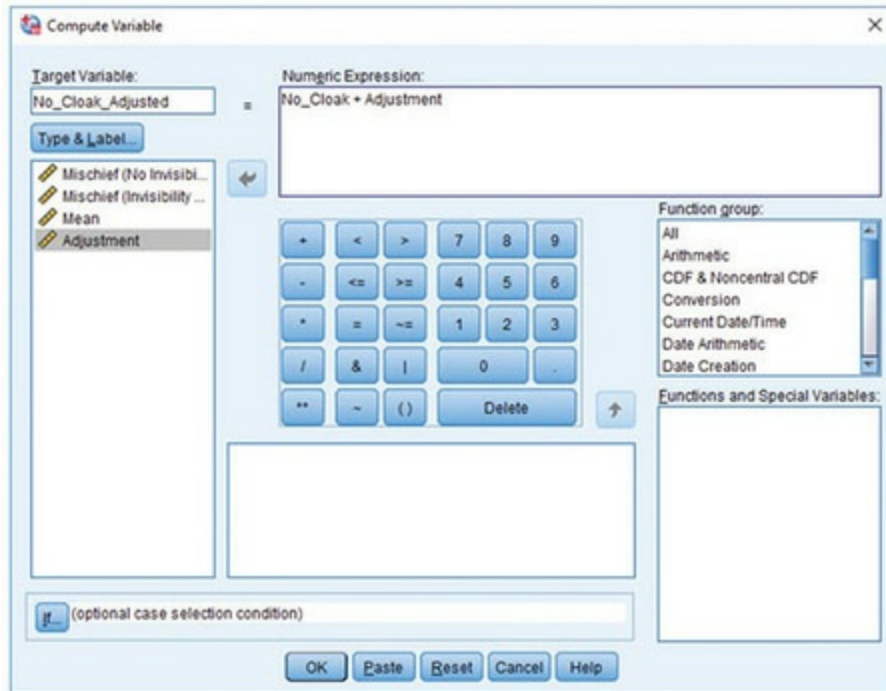 Compute Variable
Target Variable:
No_Cloak_Adjusted
=
Numeric Expression:
No_Cloak + Adjustment
Type & Label...
Mischief (No Invisibi...
Mischief (Invisibility ...
Mean
Adjustment
+ < > 7 8 9
- <= >= 4 5 6
* = ~= 1 2 3
/ & | 0 .
** ~ ( ) Delete
Function group:
All
Arithmetic
CDF & Noncentral CDF
Conversion
Current Date/Time
Date Arithmetic
Date Creation
Functions and Special Variables:
If... (optional case selection condition)
OK Paste Reset Cancel Help